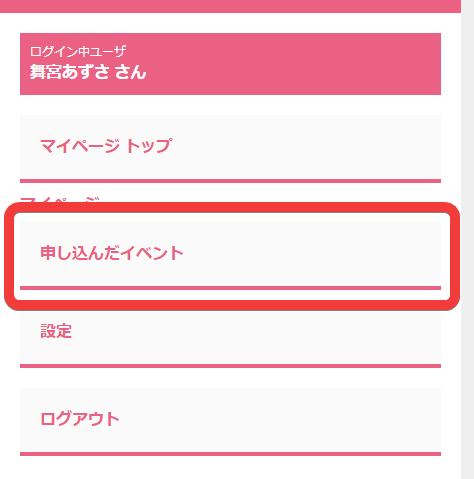 ログイン中ユーザ
舞宮あずさ さん
マイページ トップ
マイページ
申し込んだイベント
設定
ログアウト